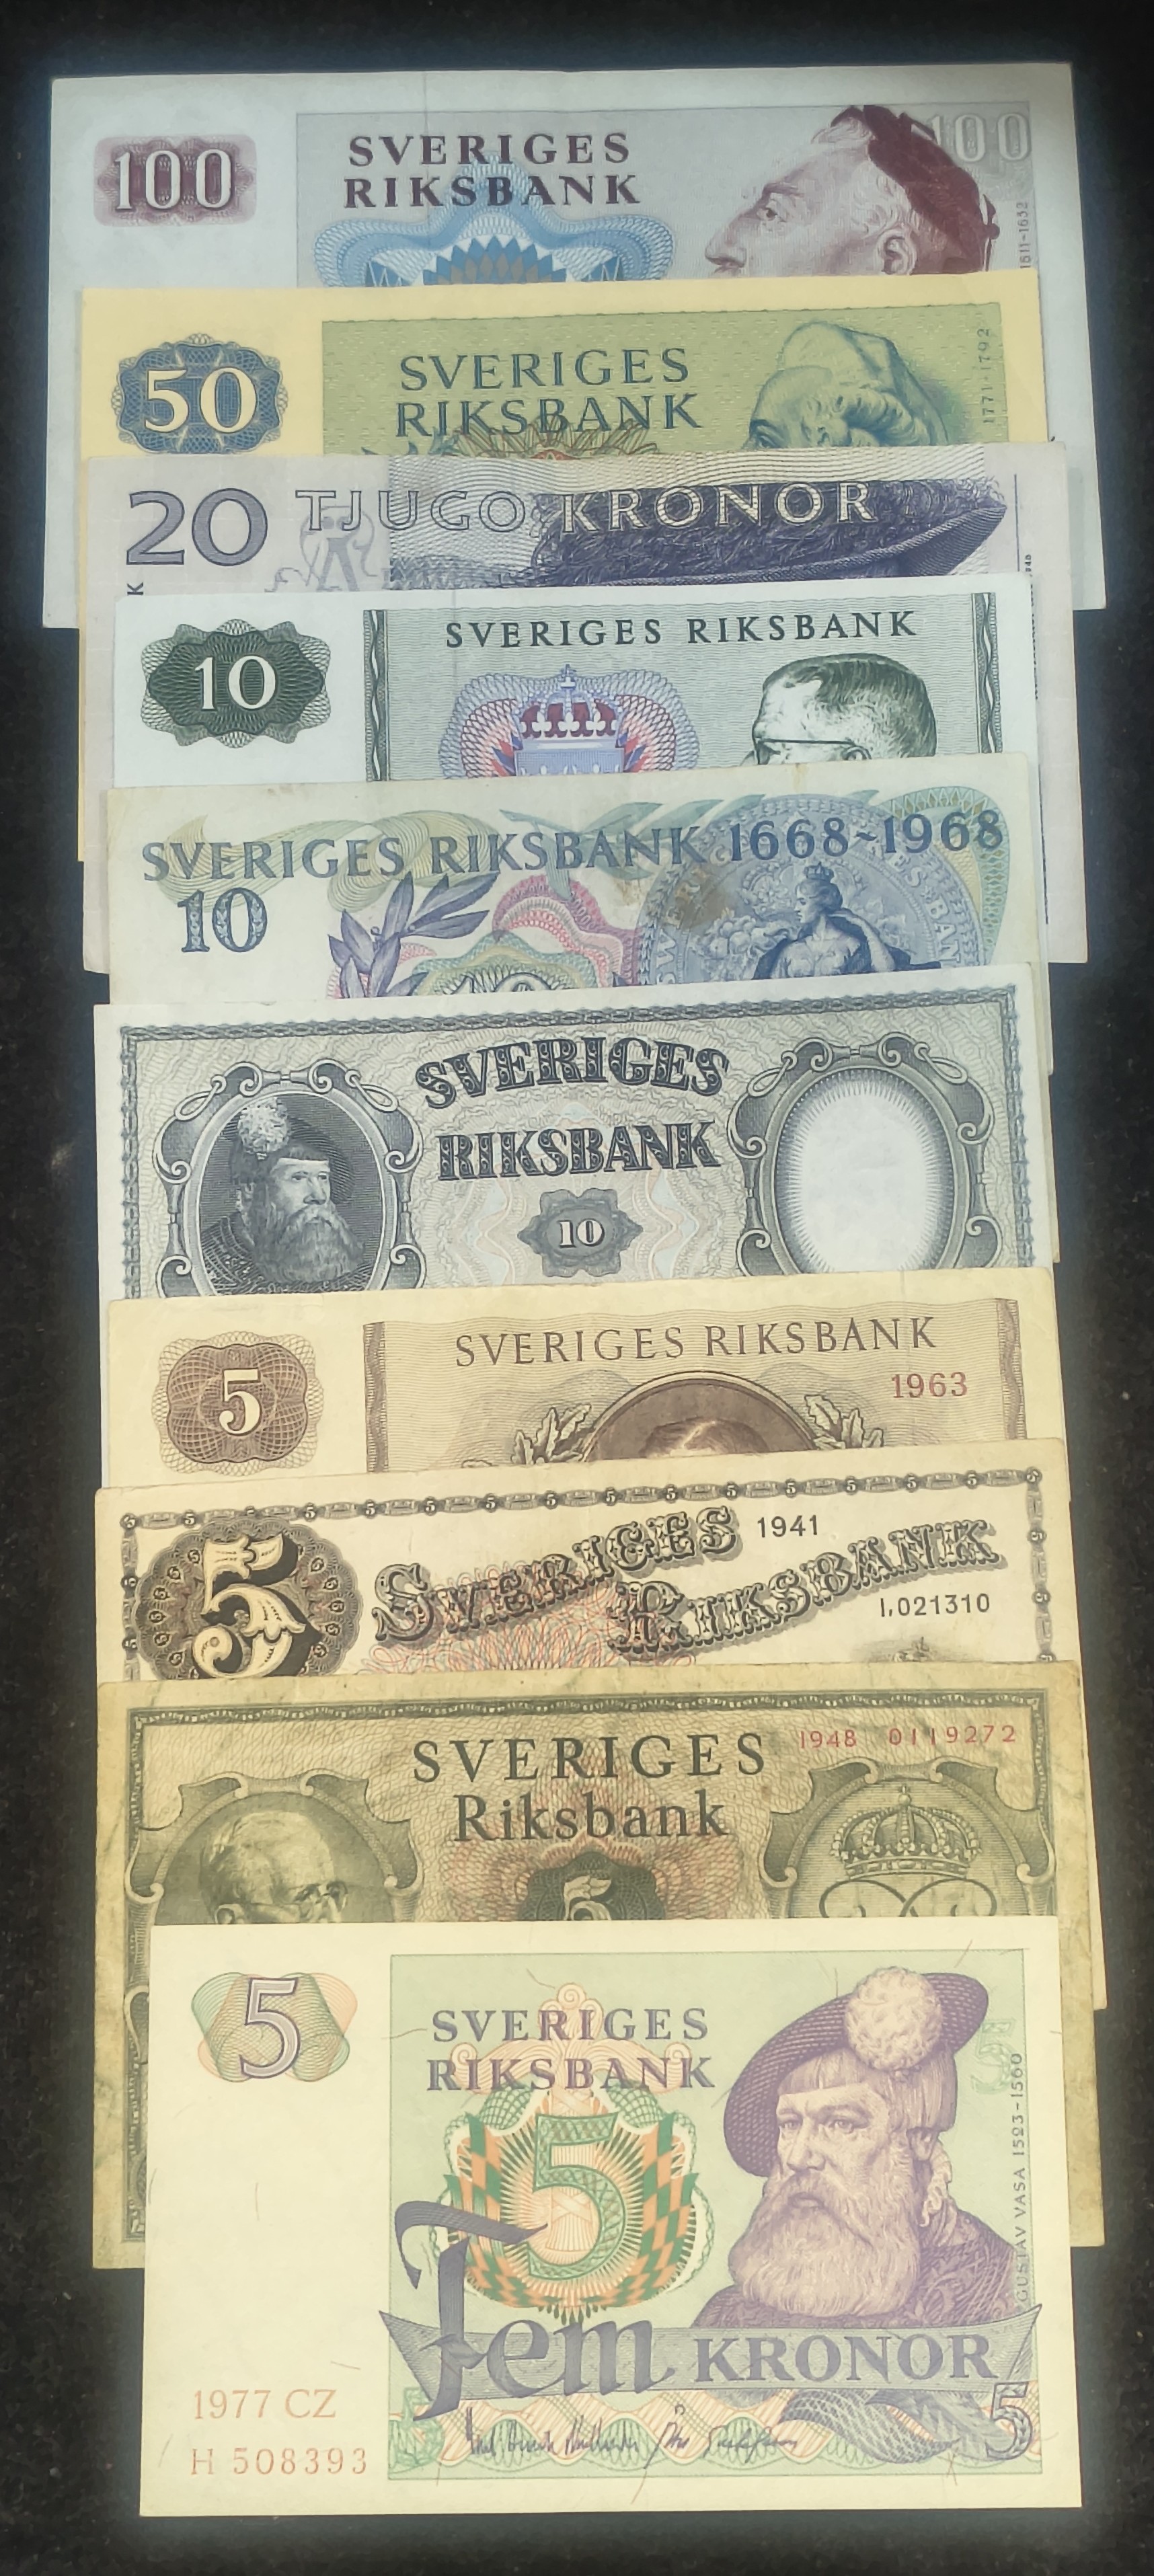 100
SVERIGES
RIKSBANK
100
1611-1632
50
SVERIGES
RIKSBANK
1771-1792
20 TJUGO KRONOR
K
10
SVERIGES RIKSBANK
SVERIGES RIKSBANK 1668-1968
10
SVERIGES
RIKSBANK
10
SVERIGES RIKSBANK
5
1963
5
SVERIGES 1941
RIKSBANK
I,021310
SVERIGES
1948 0119272
Riksbank
5
5
SVERIGES
RIKSBANK
5
5
GUSTAV VASA 1523-1560
Fem KRONOR
5
1977 CZ
H 508393